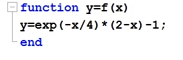 function y=f(x)
y=exp(-x/4)*(2-x)-1;
end